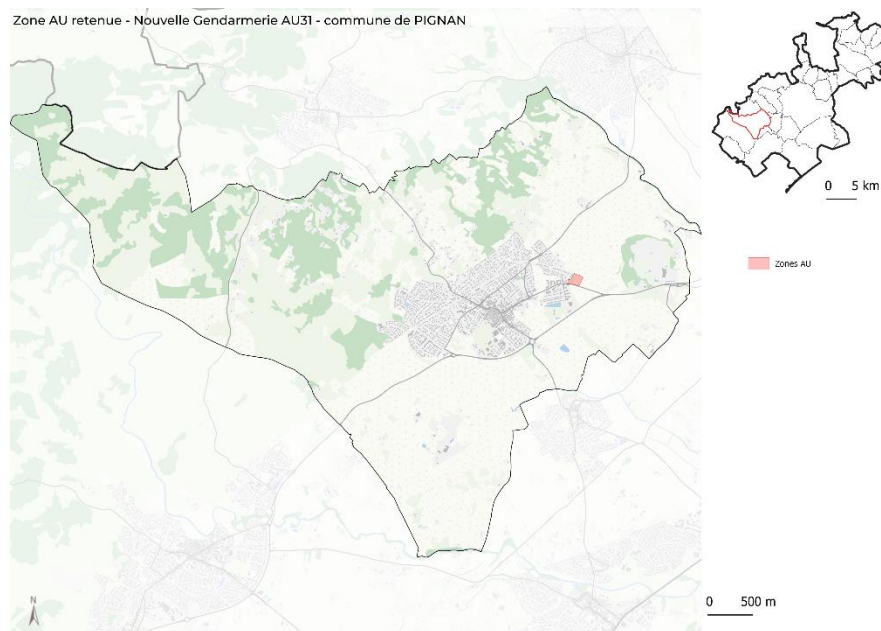 Zone AU retenue - Nouvelle Gendarmerie AU31 - commune de PIGNAN
0 5 km
Zones AU
N
0 500 m